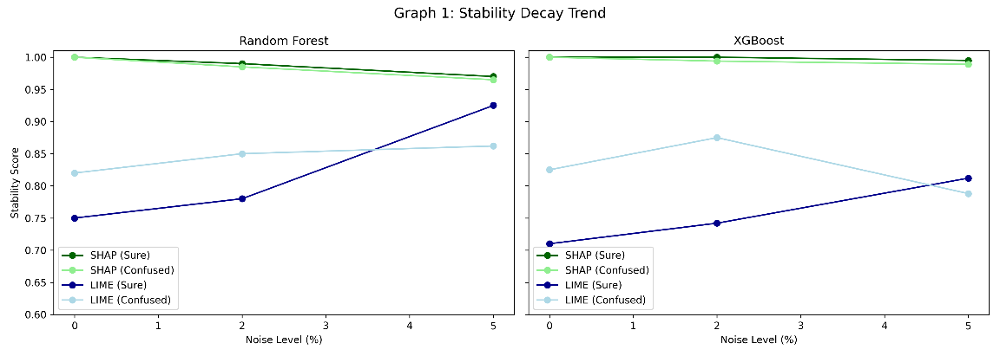 Graph 1: Stability Decay Trend
Random Forest
XGBoost
Stability Score
1.00
0.95
0.90
0.85
0.80
0.75
0.70
0.65
0.60
SHAP (Sure)
SHAP (Confused)
LIME (Sure)
LIME (Confused)
0 1 2 3 4 5
Noise Level (%)
SHAP (Sure)
SHAP (Confused)
LIME (Sure)
LIME (Confused)
0 1 2 3 4 5
Noise Level (%)